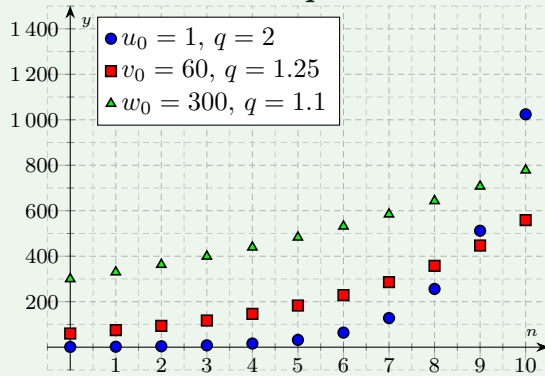 y
1 400
u₀ = 1, q = 2
v₀ = 60, q = 1.25
w₀ = 300, q = 1.1
1 200
1 000
800
600
400
200
n
1 2 3 4 5 6 7 8 9 10